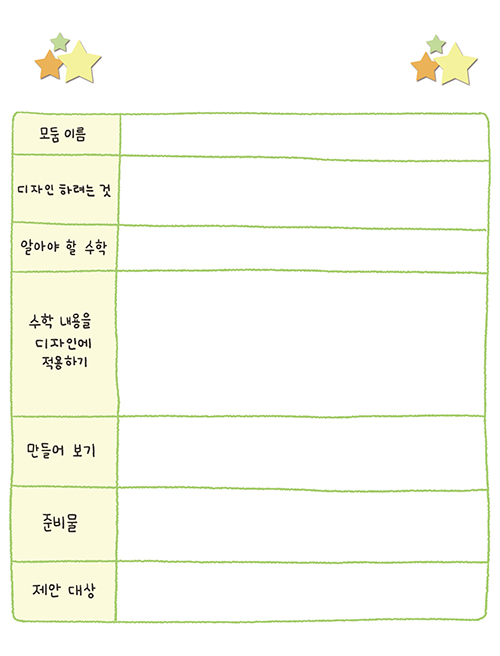 모둠 이름
디자인 하려는 것
알아야 할 수학
수학 내용을
디자인에
적용하기
만들어 보기
준비물
제안 대상